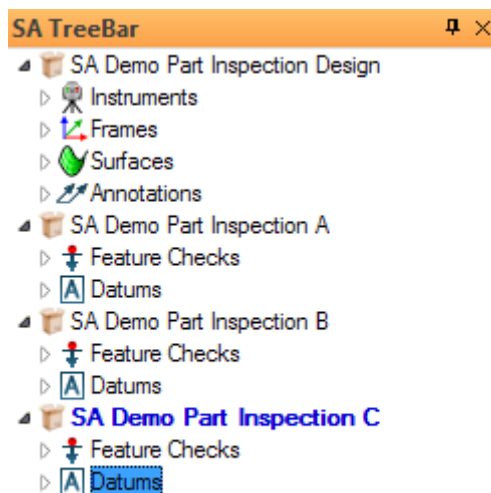 SA TreeBar
SA Demo Part Inspection Design
Instruments
Frames
Surfaces
Annotations
SA Demo Part Inspection A
Feature Checks
A Datums
SA Demo Part Inspection B
Feature Checks
A Datums
SA Demo Part Inspection C
Feature Checks
A Datums